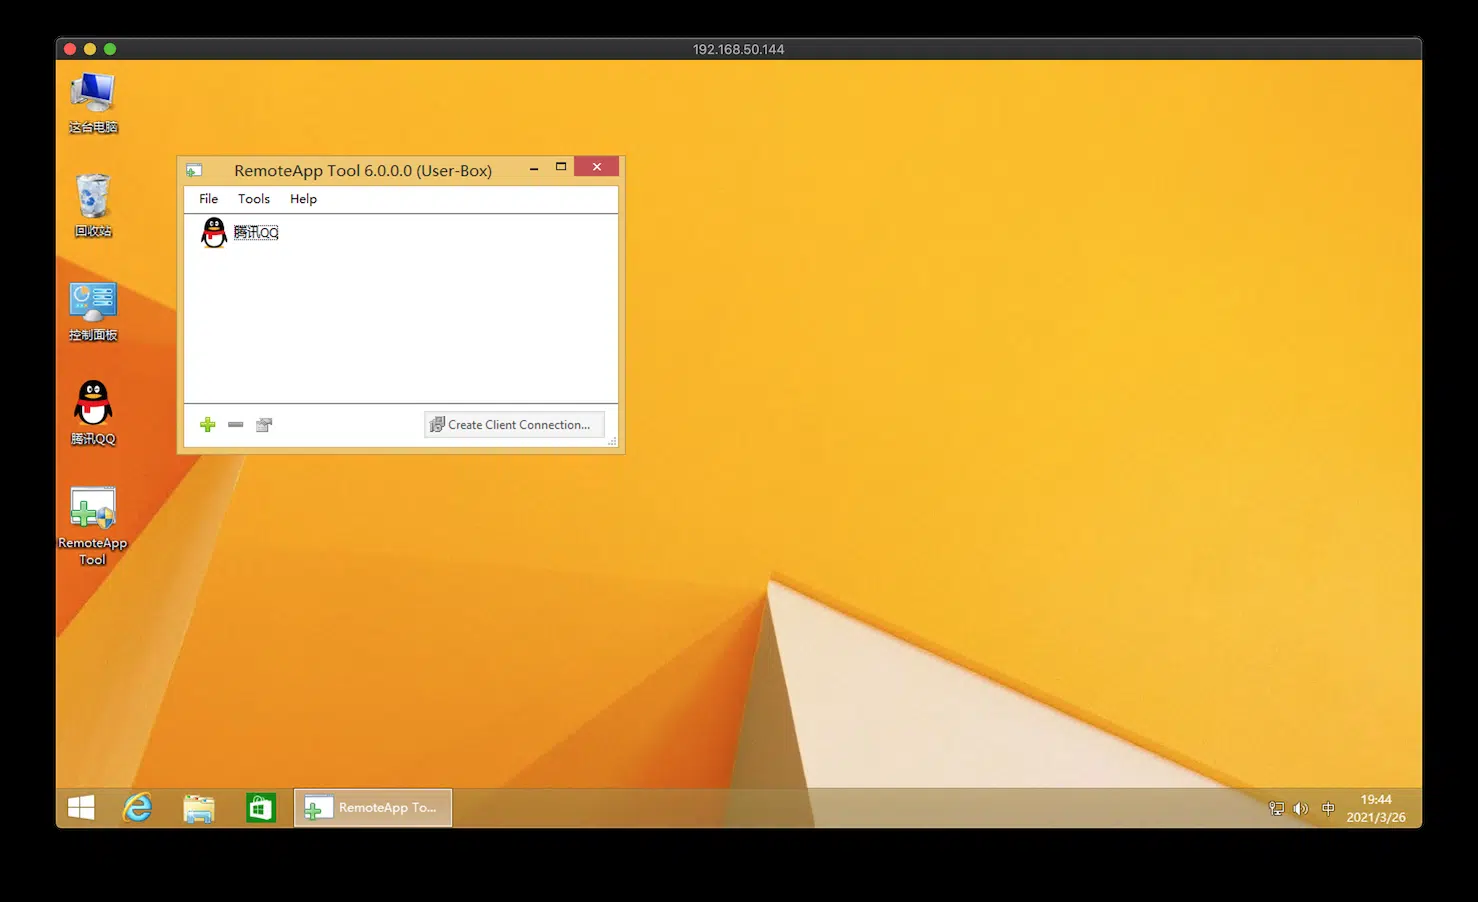 192.168.50.144
这台电脑
回收站
控制面板
腾讯QQ
RemoteApp
Tool
RemoteApp Tool 6.0.0.0 (User-Box)
File Tools Help
腾讯QQ
Create Client Connection...
RemoteApp To...
中
19:44
2021/3/26